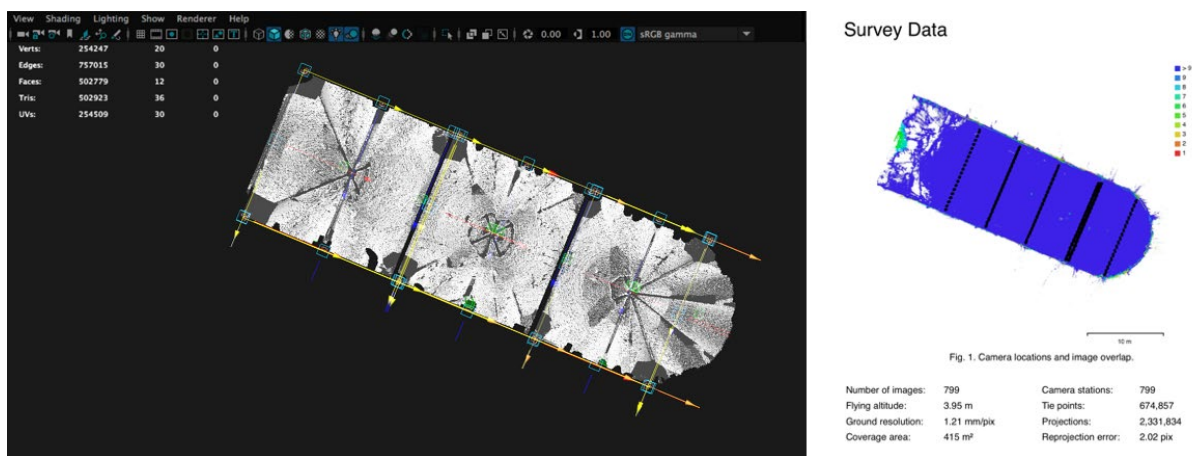 View Shading Lighting Show Renderer Help
0.00 1.00 sRGB gamma
Verts: 254247 20 0
Edges: 757015 30 0
Faces: 502779 12 0
Tris: 502923 36 0
UVs: 254509 30 0
Survey Data
> 9
9
8
7
6
5
4
3
2
1
10 m
Fig. 1. Camera locations and image overlap.
Number of images: 799 Camera stations: 799
Flying altitude: 3.95 m Tie points: 674,857
Ground resolution: 1.21 mm/pix Projections: 2,331,834
Coverage area: 415 m² Reprojection error: 2.02 pix